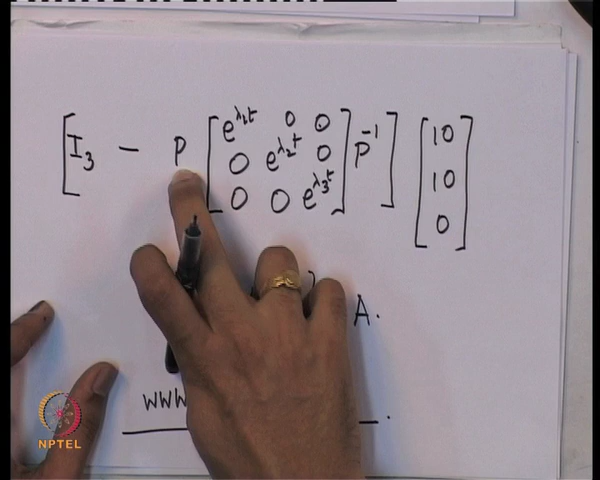 [I₃ - P [e^{λ₁t} 0 0
0 e^{λ₂t} 0
0 0 e^{λ₃t}] P⁻¹] [10
10
0]
A.
www
NPTEL